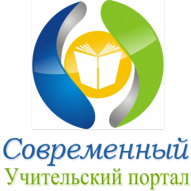 Современный
Учительский портал